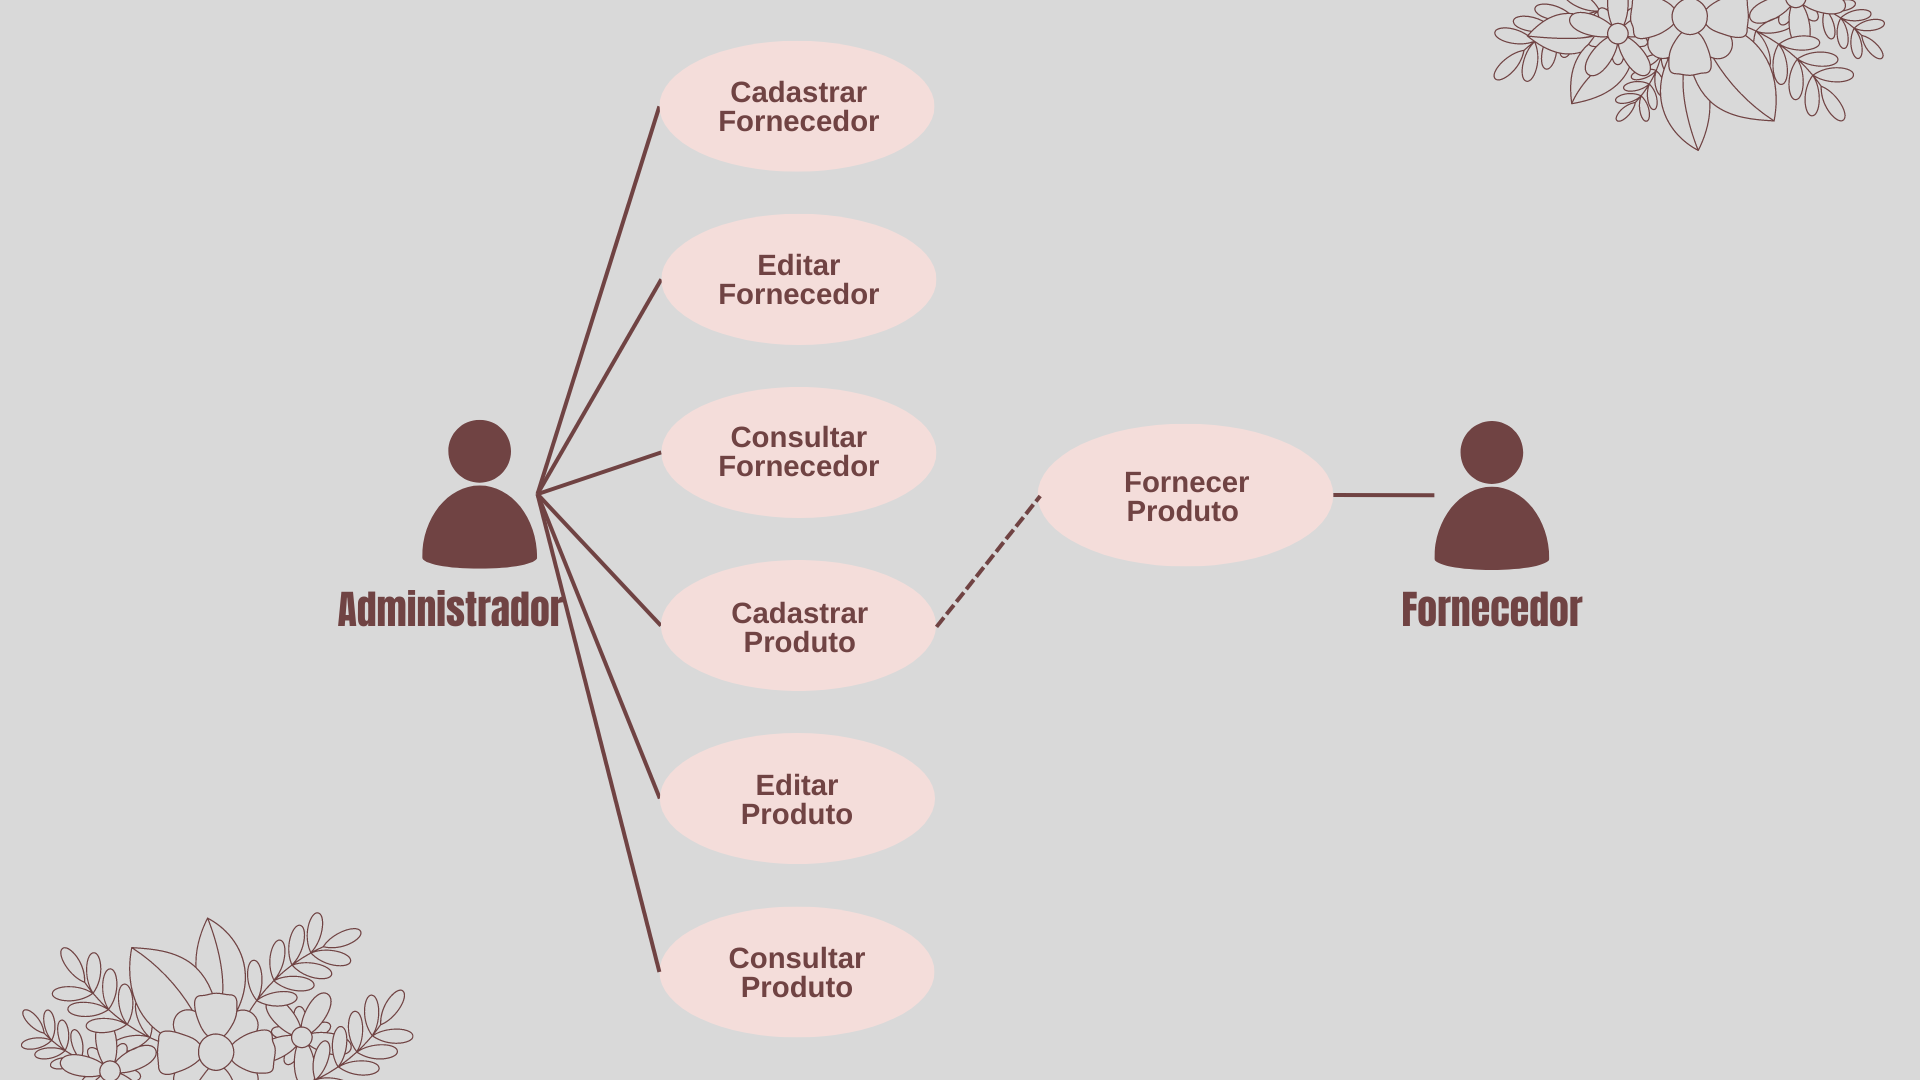 Cadastrar
Fornecedor
Editar
Fornecedor
Consultar
Fornecedor
Fornecer
Produto
Administrador
Cadastrar
Produto
Fornecedor
Editar
Produto
Consultar
Produto